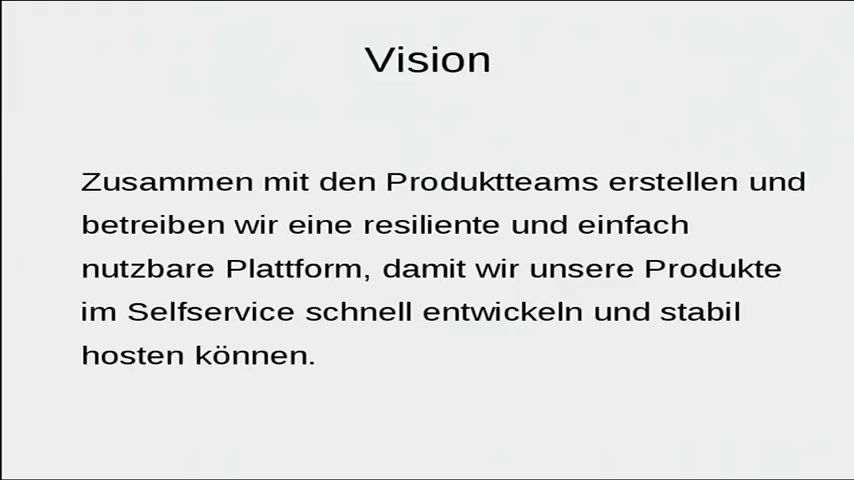 Vision
Zusammen mit den Produktteams erstellen und
betreiben wir eine resiliente und einfach
nutzbare Plattform, damit wir unsere Produkte
im Selfservice schnell entwickeln und stabil
hosten können.